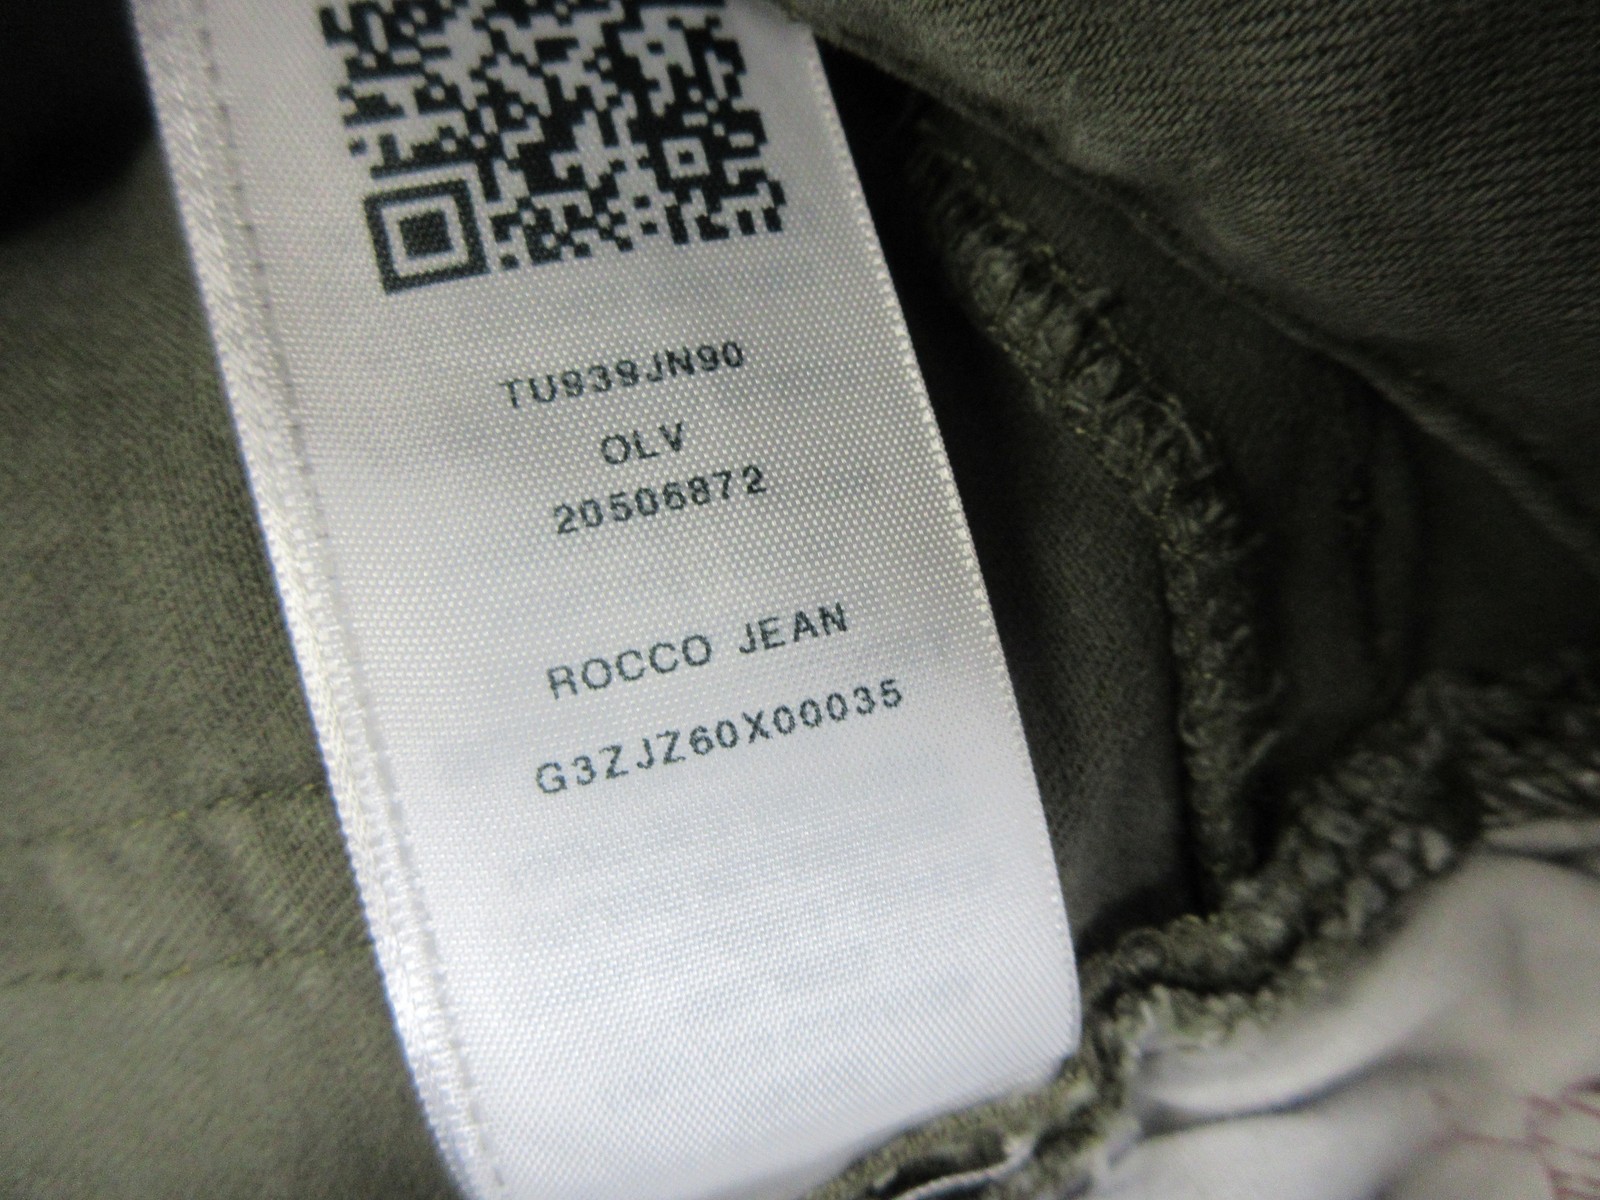 TU939JN90
OLV
20506872
ROCCO JEAN
G3ZJZ60X00035